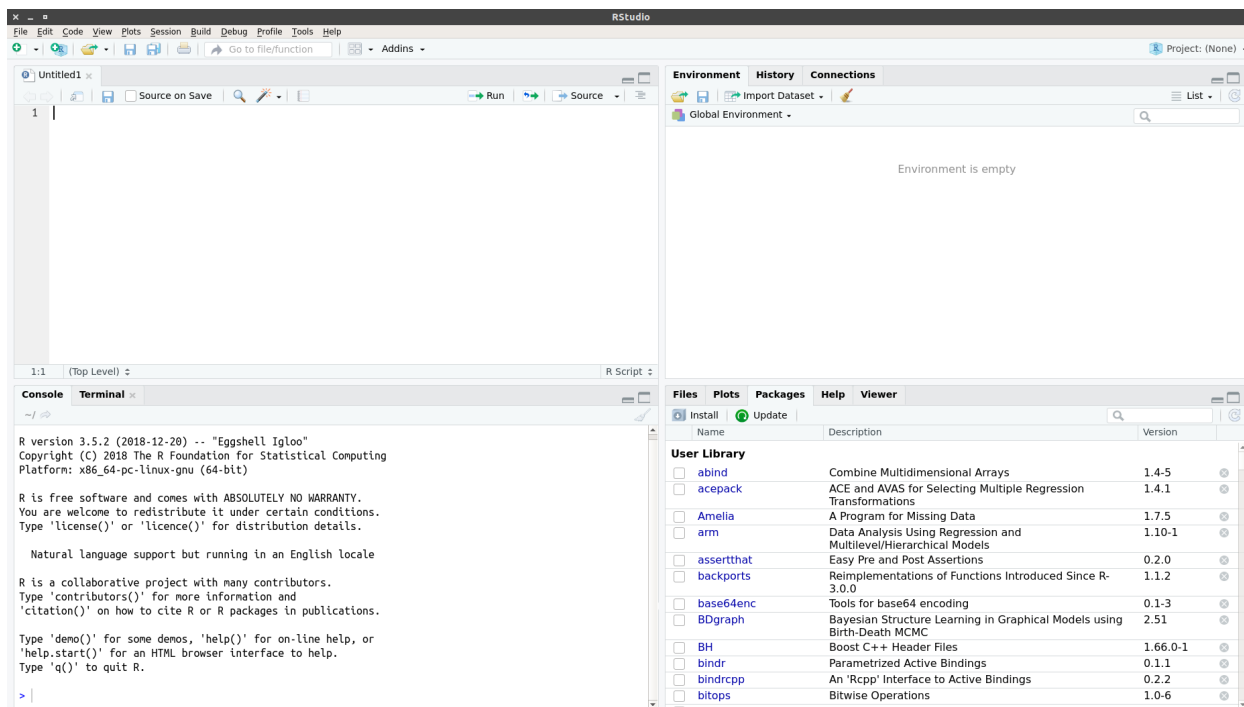 RStudio
File Edit Code View Plots Session Build Debug Profile Tools Help
Go to file/function Addins Project: (None)
Untitled1
Source on Save Run Source
1
1:1 (Top Level) R Script
Environment History Connections
Import Dataset List
Global Environment
Environment is empty
Console Terminal
~/
R version 3.5.2 (2018-12-20) -- "Eggshell Igloo"
Copyright (C) 2018 The R Foundation for Statistical Computing
Platform: x86_64-pc-linux-gnu (64-bit)
R is free software and comes with ABSOLUTELY NO WARRANTY.
You are welcome to redistribute it under certain conditions.
Type 'license()' or 'licence()' for distribution details.
Natural language support but running in an English locale
R is a collaborative project with many contributors.
Type 'contributors()' for more information and
'citation()' on how to cite R or R packages in publications.
Type 'demo()' for some demos, 'help()' for on-line help, or
'help.start()' for an HTML browser interface to help.
Type 'q()' to quit R.
>
Files Plots Packages Help Viewer
Install Update
Name Description Version
User Library
abind Combine Multidimensional Arrays 1.4-5
acepack ACE and AVAS for Selecting Multiple Regression 1.4.1
Transformations
Amelia A Program for Missing Data 1.7.5
arm Data Analysis Using Regression and 1.10-1
Multilevel/Hierarchical Models
assertthat Easy Pre and Post Assertions 0.2.0
backports Reimplementations of Functions Introduced Since R- 1.1.2
3.0.0
base64enc Tools for base64 encoding 0.1-3
BDgraph Bayesian Structure Learning in Graphical Models using 2.51
Birth-Death MCMC
BH Boost C++ Header Files 1.66.0-1
bindr Parametrized Active Bindings 0.1.1
bindrcpp An 'Rcpp' Interface to Active Bindings 0.2.2
bitops Bitwise Operations 1.0-6